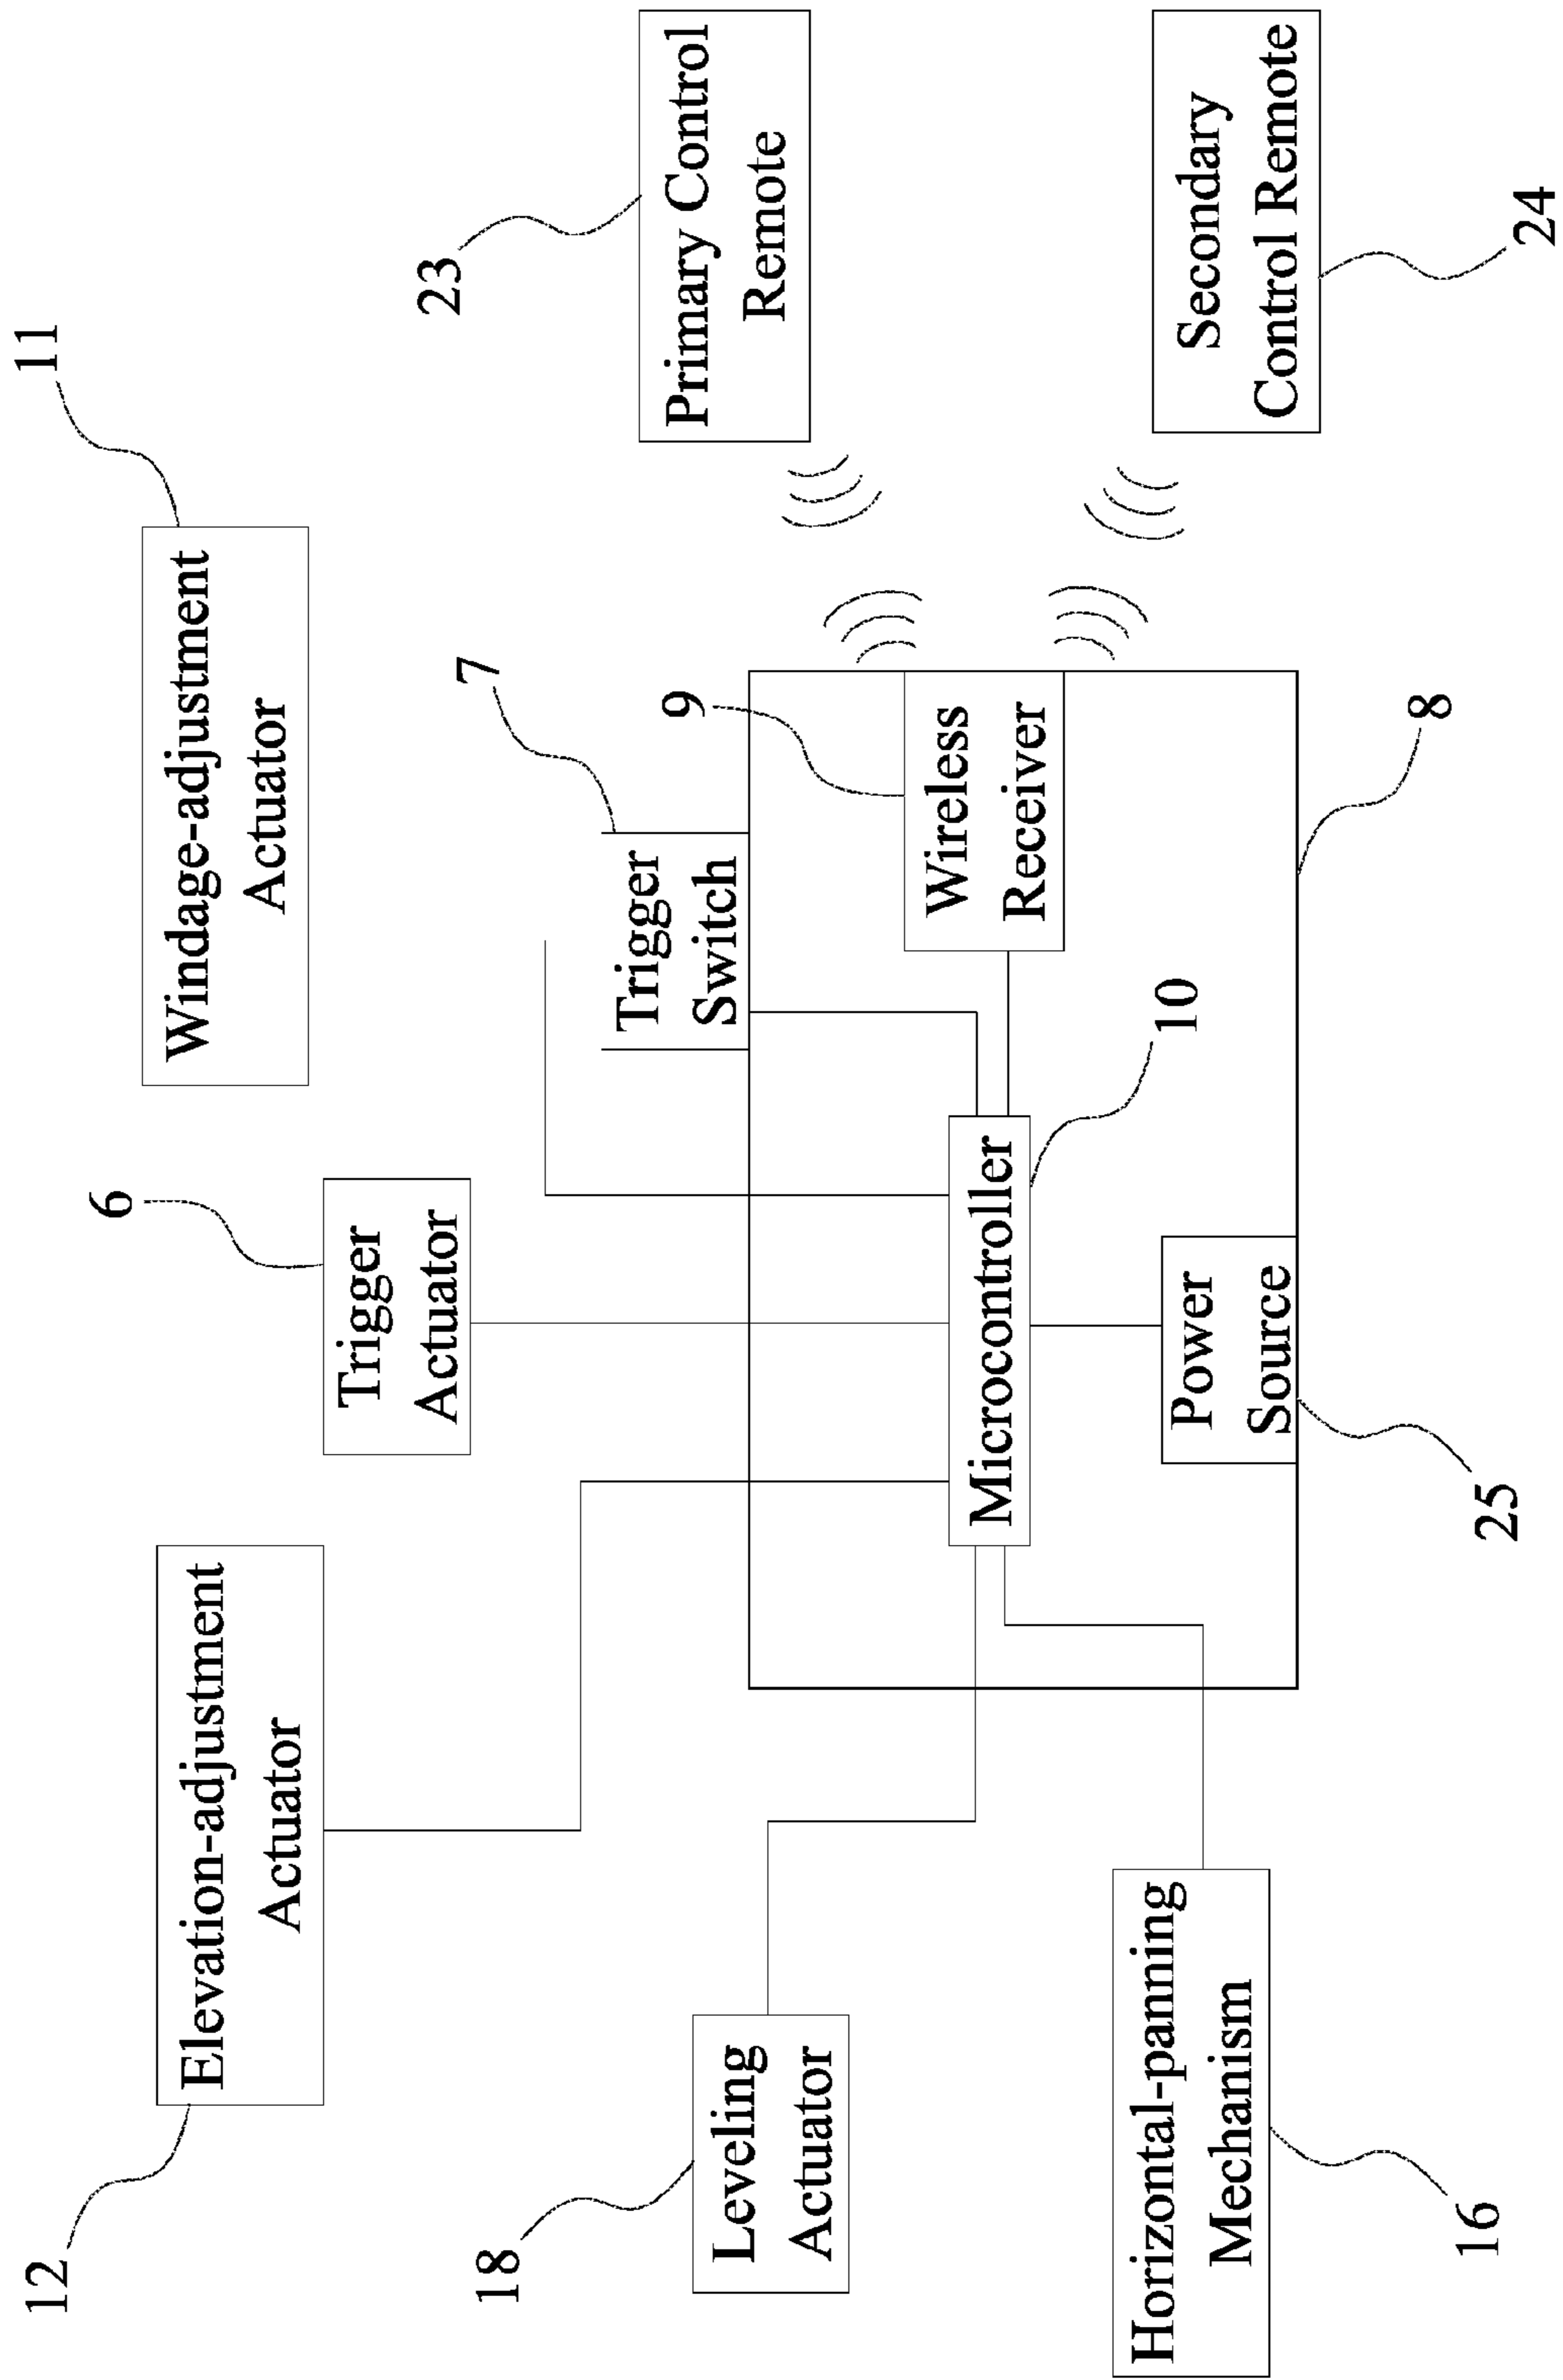 12
Elevation-adjustment
Actuator
6
Trigger
Actuator
11
Windage-adjustment
Actuator
18
Leveling
Actuator
7
Trigger
Switch
23
Primary Control
Remote
9
Wireless
Receiver
Microcontroller
10
Horizontal-panning
Mechanism
16
Power
Source
25
8
Secondary
Control Remote
24